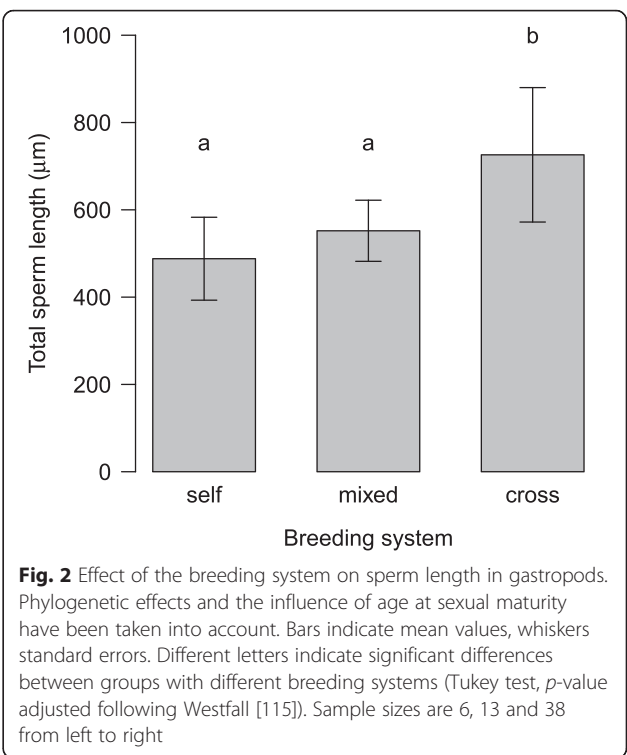 1000
800
600
400
200
0
Total sperm length (μm)
a
a
b
self
mixed
cross
Breeding system
Fig. 2 Effect of the breeding system on sperm length in gastropods.
Phylogenetic effects and the influence of age at sexual maturity
have been taken into account. Bars indicate mean values, whiskers
standard errors. Different letters indicate significant differences
between groups with different breeding systems (Tukey test, p-value
adjusted following Westfall [115]). Sample sizes are 6, 13 and 38
from left to right